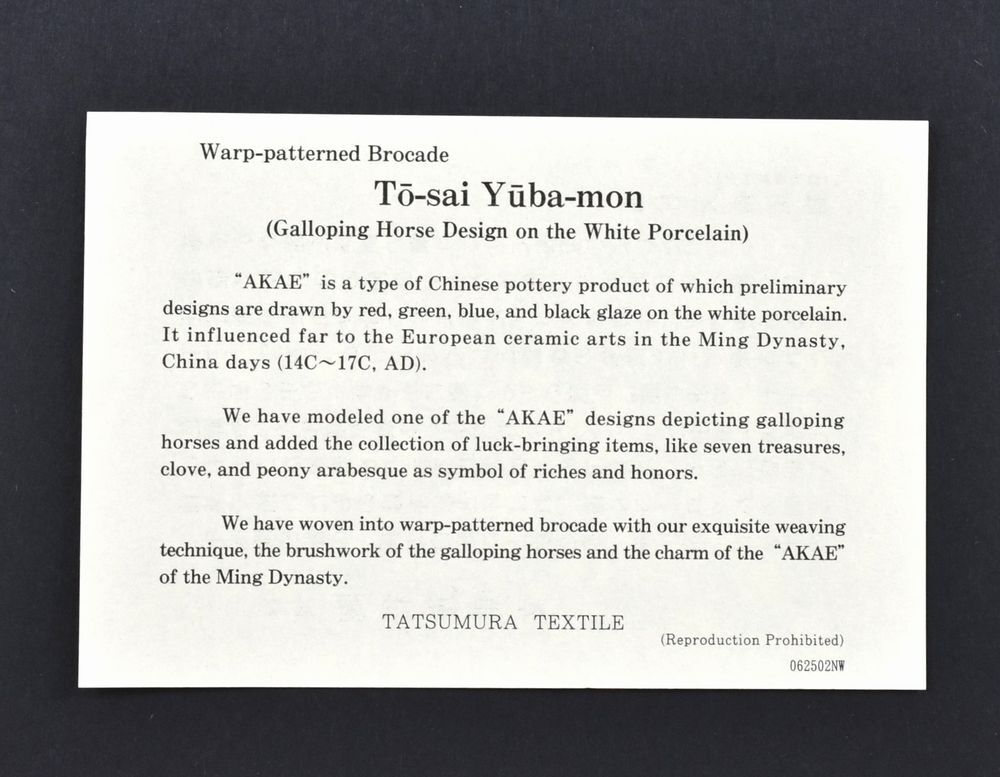 Warp-patterned Brocade
Tō-sai Yūba-mon
(Galloping Horse Design on the White Porcelain)
“AKAE” is a type of Chinese pottery product of which preliminary
designs are drawn by red, green, blue, and black glaze on the white porcelain.
It influenced far to the European ceramic arts in the Ming Dynasty,
China days (14C～17C, AD).
We have modeled one of the “AKAE” designs depicting galloping
horses and added the collection of luck-bringing items, like seven treasures,
clove, and peony arabesque as symbol of riches and honors.
We have woven into warp-patterned brocade with our exquisite weaving
technique, the brushwork of the galloping horses and the charm of the “AKAE”
of the Ming Dynasty.
TATSUMURA TEXTILE
(Reproduction Prohibited)
062502NW